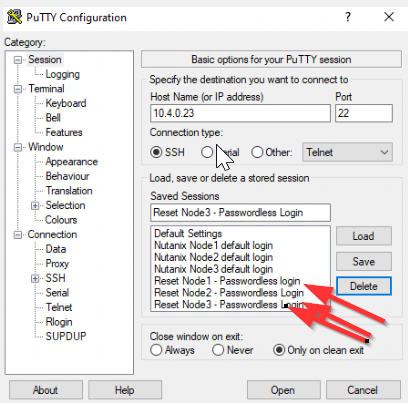 PuTTY Configuration
?
Category:
Session
Logging
Terminal
Keyboard
Bell
Features
Window
Appearance
Behaviour
Translation
Selection
Colours
Connection
Data
Proxy
SSH
Serial
Telnet
Rlogin
SUPDUP
Basic options for your PuTTY session
Specify the destination you want to connect to
Host Name (or IP address) Port
10.4.0.23 22
Connection type:
SSH Serial Other: Telnet
Load, save or delete a stored session
Saved Sessions
Reset Node3 - Passwordless Login
Default Settings
Nutanix Node1 default login
Nutanix Node2 default login
Nutanix Node3 default login
Reset Node1 - Passwordless login
Reset Node2 - Passwordless Login
Reset Node3 - Passwordless Login
Load
Save
Delete
Close window on exit:
Always Never Only on clean exit
About Help Open Cancel